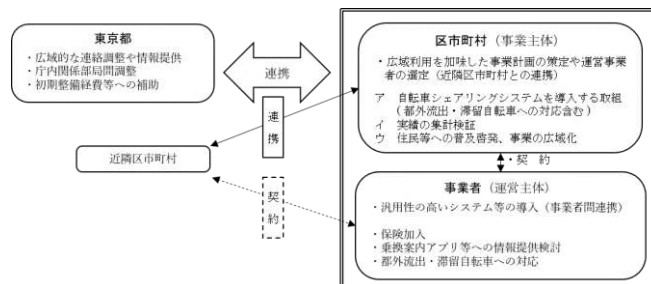 東京都
・広域的な連絡調整や情報提供
・庁内関係部局間調整
・初期整備経費等への補助
連携
区市町村（事業主体）
・広域利用を加味した事業計画の策定や運営事業
者の選定（近隣区市町村との連携）
ア　自転車シェアリングシステムを導入する取組
（都外流出・滞留自転車への対応含む）
イ　実績の集計検証
ウ　住民等への普及啓発、事業の広域化
連携
近隣区市町村
・契約
契約
事業者（運営主体）
・汎用性の高いシステム等の導入（事業者間連携）
・保険加入
・乗換案内アプリ等への情報提供検討
・都外流出・滞留自転車への対応